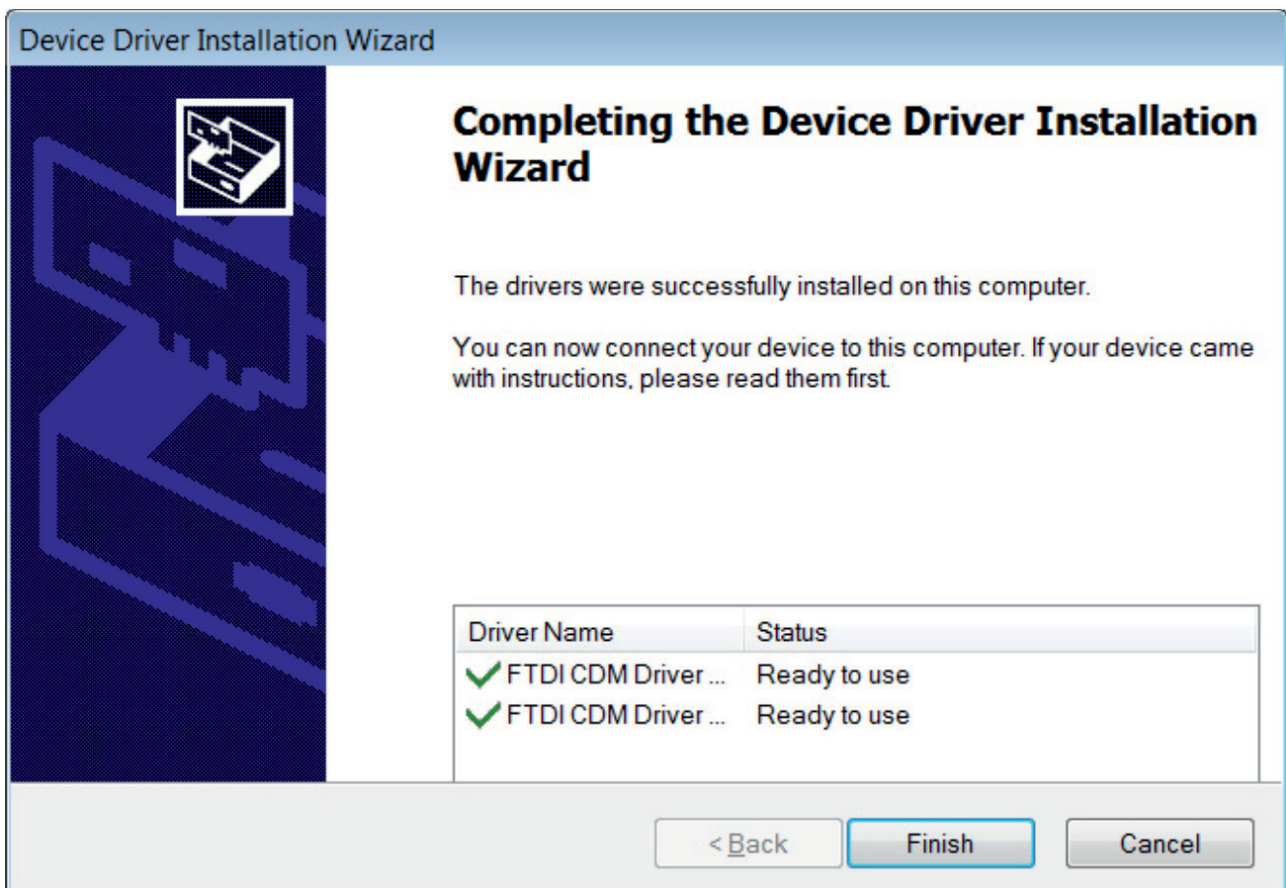 Device Driver Installation Wizard
Completing the Device Driver Installation
Wizard
The drivers were successfully installed on this computer.
You can now connect your device to this computer. If your device came
with instructions, please read them first.
Driver Name Status
FTDI CDM Driver ... Ready to use
FTDI CDM Driver ... Ready to use
< Back Finish Cancel